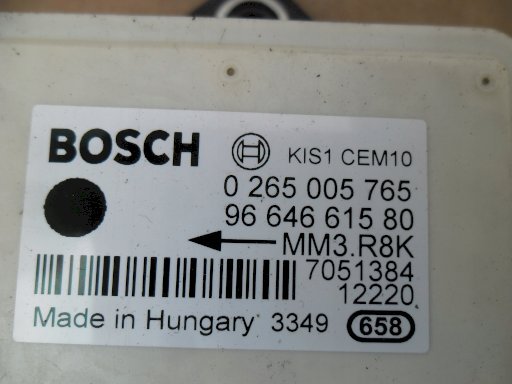 BOSCH KIS1 CEM10
0 265 005 765
96 646 615 80
MM3.R8K
7051384
12220
Made in Hungary 3349 658